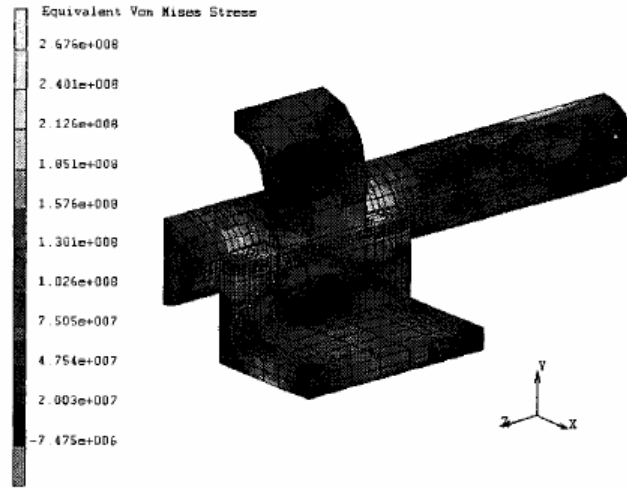 Equivalent Von Mises Stress
2.676e+008
2.401e+008
2.126e+008
1.851e+008
1.576e+008
1.301e+008
1.026e+008
7.505e+007
4.754e+007
2.003e+007
-7.475e+006
Y
Z
X